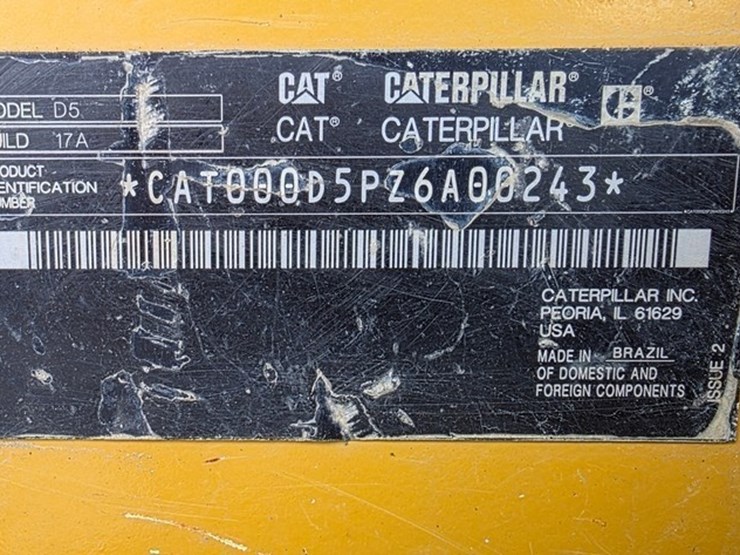 CAT® CATERPILLAR® ®
CAT® CATERPILLAR®
ODEL D5
UILD 17A
ODUCT
ENTIFICATION
UMBER
*CAT000D5PZ6A00243*
CATERPILLAR INC.
PEORIA, IL 61629
USA
MADE IN BRAZIL
OF DOMESTIC AND
FOREIGN COMPONENTS
ISSUE 2